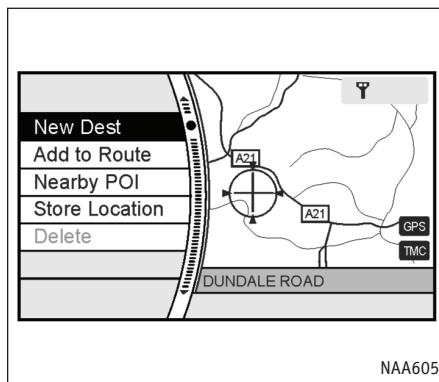 New Dest
Add to Route
Nearby POI
Store Location
Delete
A21
A21
GPS
TMC
DUNDALE ROAD
NAA605